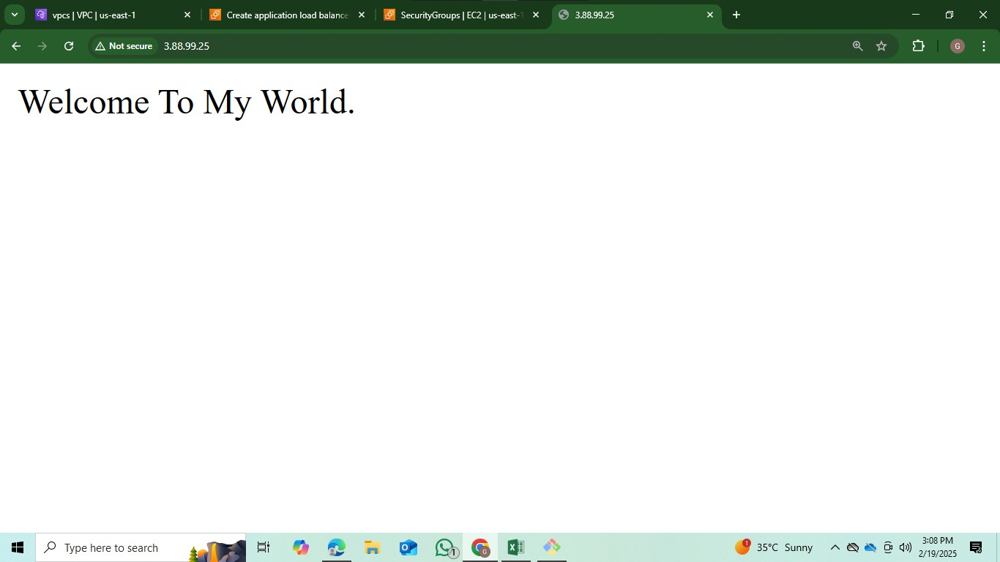 vpcs | VPC | us-east-1
Create application load balance
SecurityGroups | EC2 | us-east-1
3.88.99.25
Not secure
3.88.99.25
G
Welcome To My World.
Type here to search
1
G
1
35°C Sunny
3:08 PM
2/19/2025